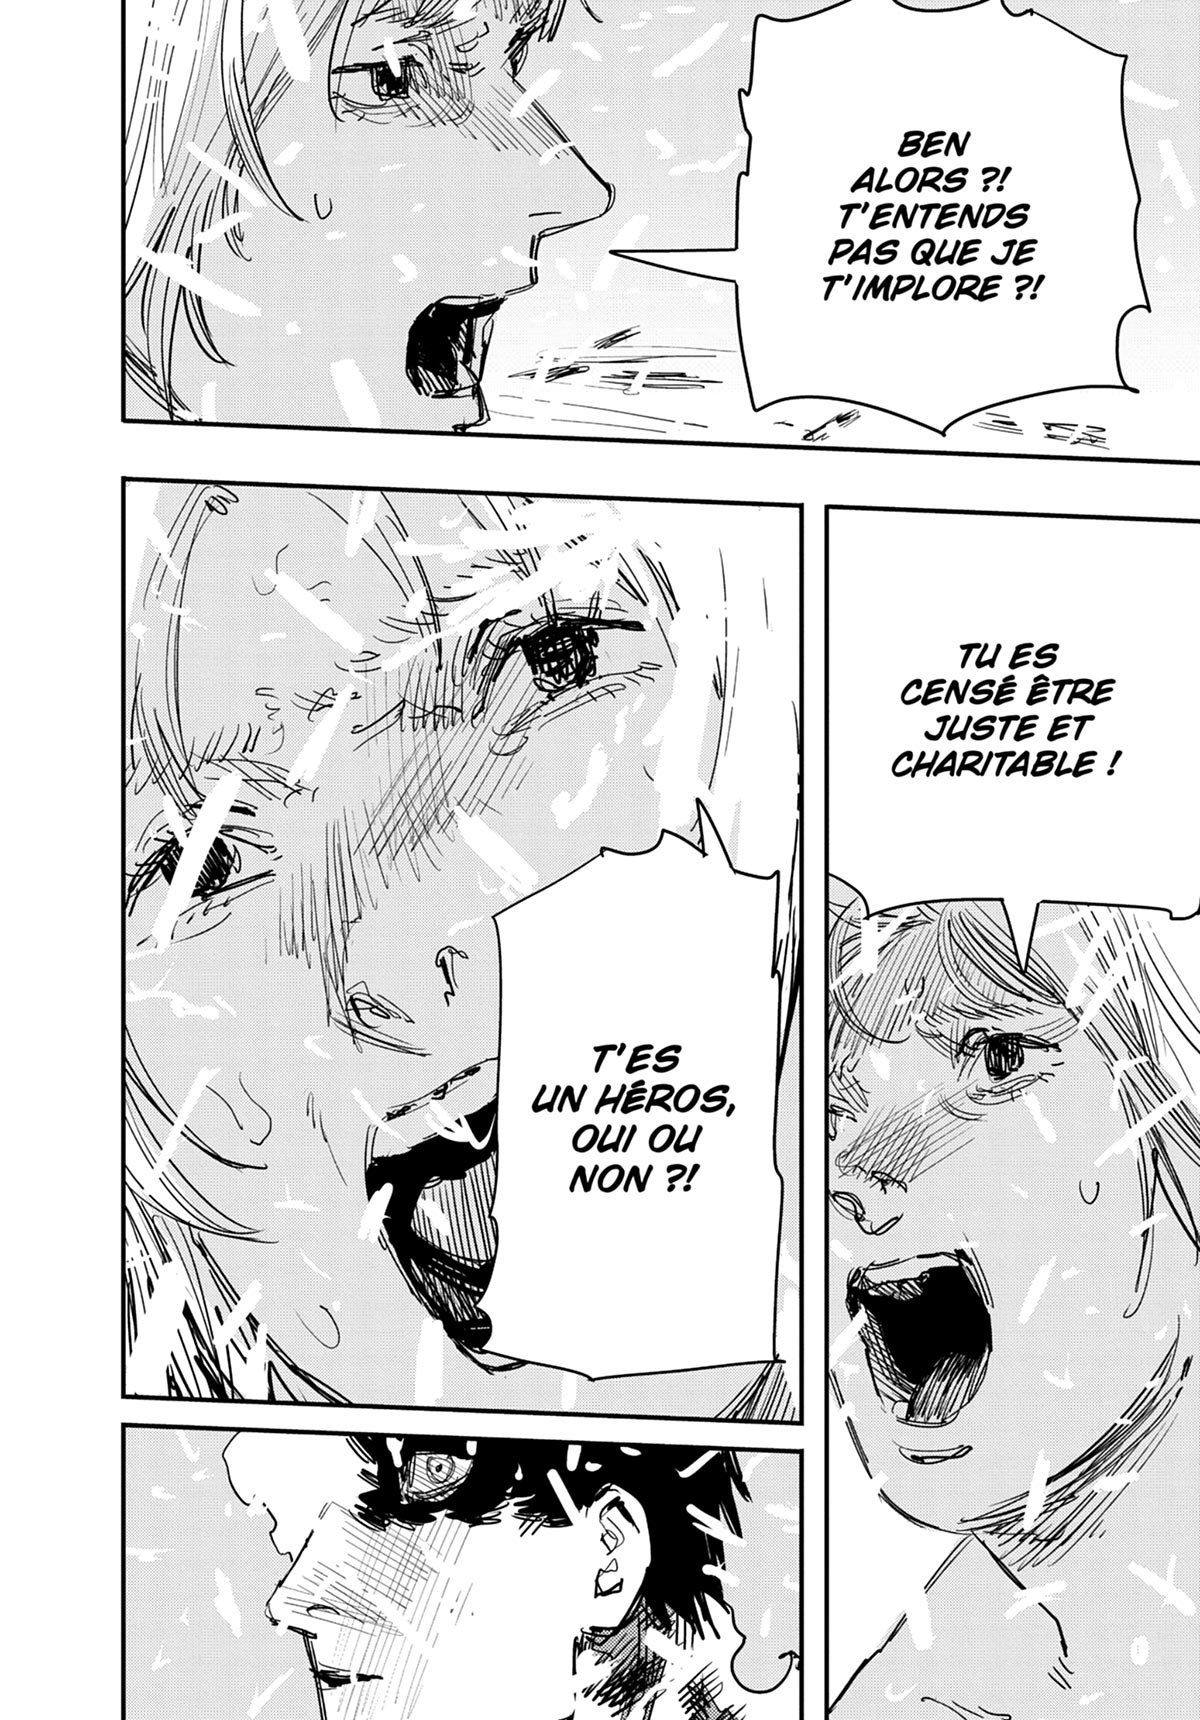 BEN
ALORS ?!
T'ENTENDS
PAS QUE JE
T'IMPLORE ?!
TU ES
CENSÉ ÊTRE
JUSTE ET
CHARITABLE !
T'ES
UN HÉROS,
OUI OU
NON ?!